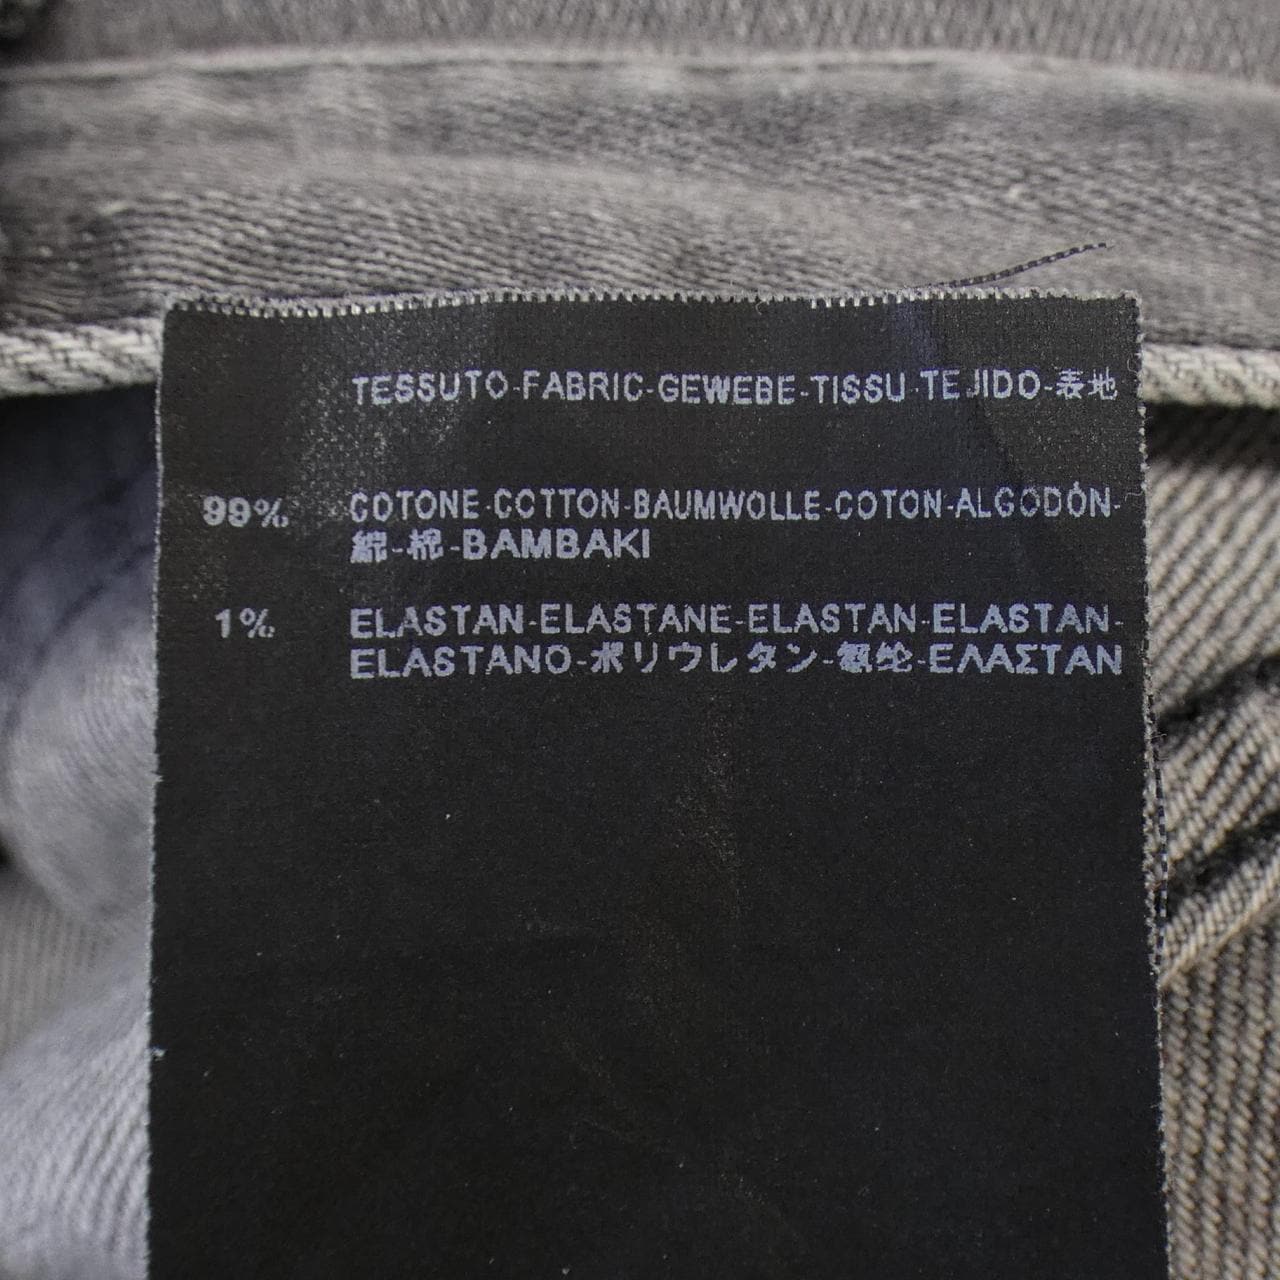 TESSUTO-FABRIC-GEWEBE-TISSU-TEJIDO-表地
99% COTONE-COTTON-BAUMWOLLE-COTON-ALGODÓN-
綿-棉-BAMBAKI
1% ELASTAN-ELASTANE-ELASTAN-ELASTAN-
ELASTANO-ポリウレタン-氨纶-ΕΛΑΣΤΑΝ